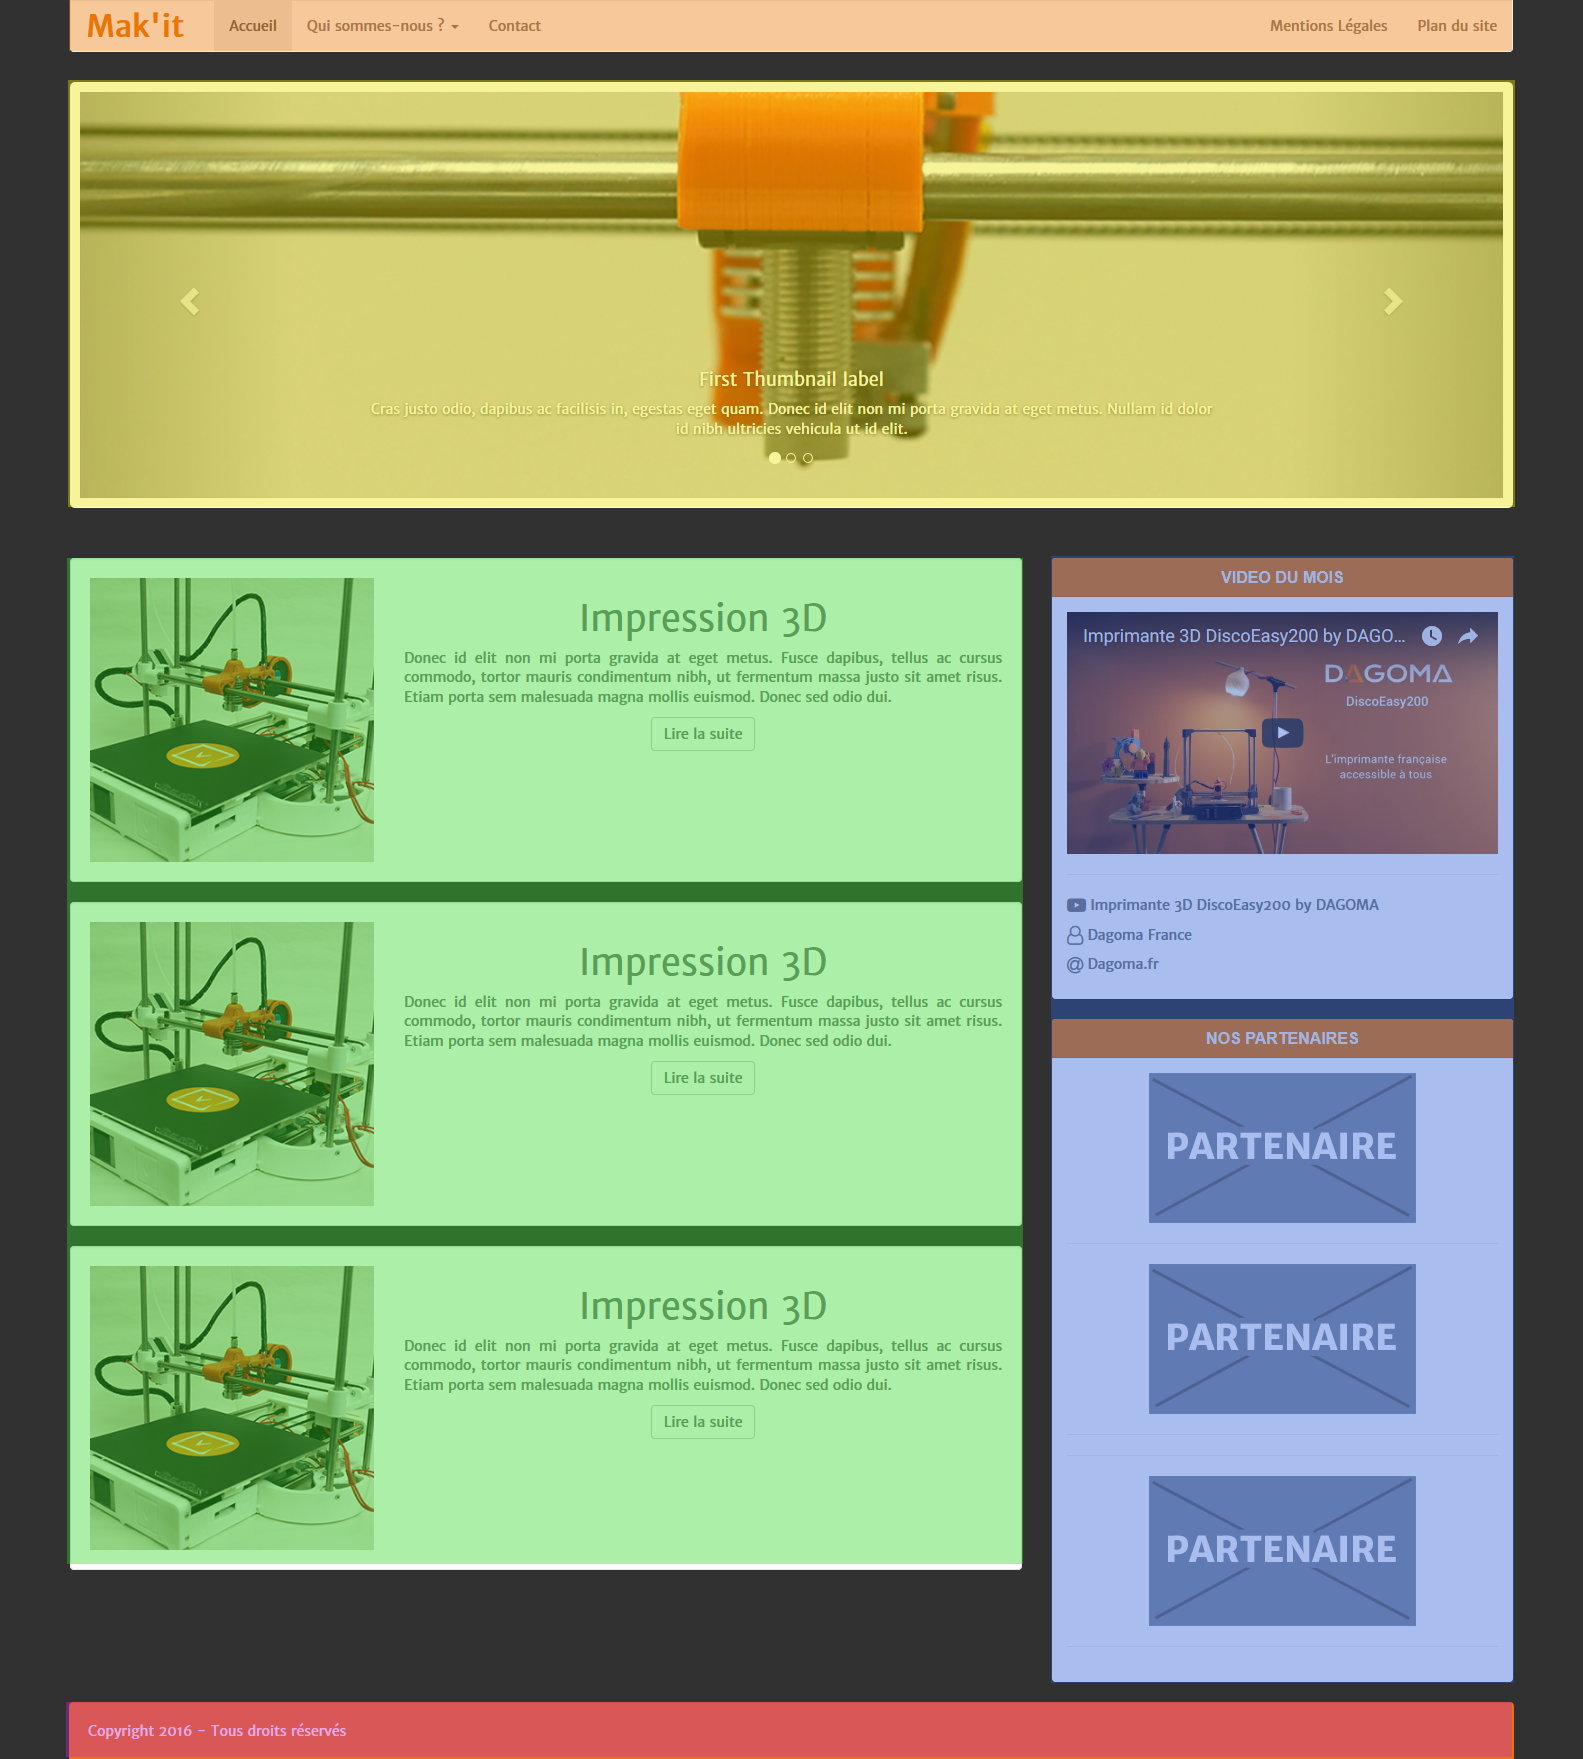 Mak'it
Accueil
Qui sommes-nous ?
Contact
Mentions Légales
Plan du site
First Thumbnail label
Cras justo odio, dapibus ac facilisis in, egestas eget quam. Donec id elit non mi porta gravida at eget metus. Nullam id dolor
id nibh ultricies vehicula ut id elit.
Impression 3D
Donec id elit non mi porta gravida at eget metus. Fusce dapibus, tellus ac cursus
commodo, tortor mauris condimentum nibh, ut fermentum massa justo sit amet risus.
Etiam porta sem malesuada magna mollis euismod. Donec sed odio dui.
Lire la suite
Impression 3D
Donec id elit non mi porta gravida at eget metus. Fusce dapibus, tellus ac cursus
commodo, tortor mauris condimentum nibh, ut fermentum massa justo sit amet risus.
Etiam porta sem malesuada magna mollis euismod. Donec sed odio dui.
Lire la suite
Impression 3D
Donec id elit non mi porta gravida at eget metus. Fusce dapibus, tellus ac cursus
commodo, tortor mauris condimentum nibh, ut fermentum massa justo sit amet risus.
Etiam porta sem malesuada magna mollis euismod. Donec sed odio dui.
Lire la suite
VIDEO DU MOIS
Imprimante 3D DiscoEasy200 by DAGO...
DAGOMA
DiscoEasy200
L'imprimante française
accessible à tous
Imprimante 3D DiscoEasy200 by DAGOMA
Dagoma France
@ Dagoma.fr
NOS PARTENAIRES
PARTENAIRE
PARTENAIRE
PARTENAIRE
Copyright 2016 - Tous droits réservés